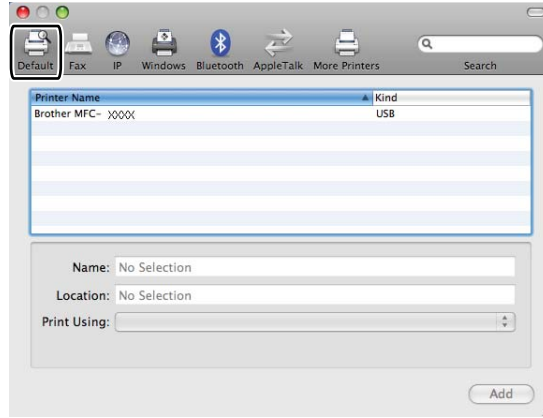 Default Fax IP Windows Bluetooth AppleTalk More Printers Search
Printer Name Kind
Brother MFC- XXXX USB
Name: No Selection
Location: No Selection
Print Using:
Add